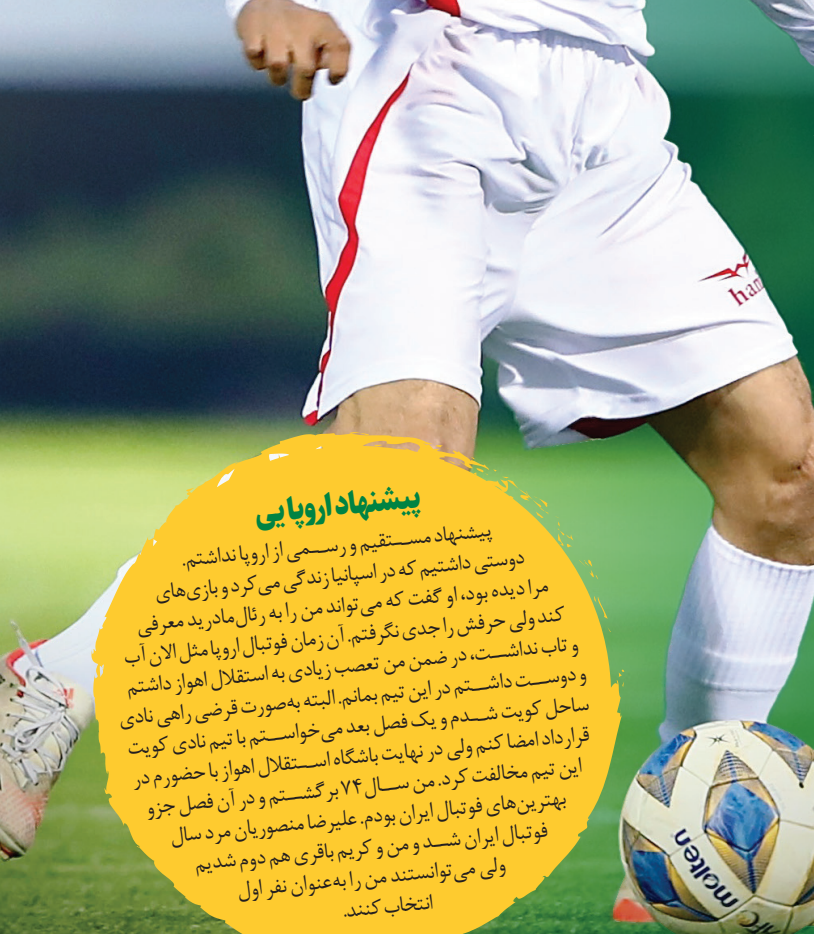 han
پیشنهاد اروپایی
پیشنهاد مستقیم و رسمی از اروپا نداشتم.
دوستی داشتیم که در اسپانیا زندگی می‌کرد و بازی‌های
مرا دیده بود، او گفت که می‌تواند من را به رئال‌مادرید معرفی
کند ولی حرفش را جدی نگرفتم. آن زمان فوتبال اروپا مثل الان آب
و تاب نداشت، در ضمن من تعصب زیادی به استقلال اهواز داشتم
و دوست داشتم در این تیم بمانم. البته به‌صورت قرضی راهی نادی
ساحل کویت شدم و یک فصل بعد می‌خواستم با تیم نادی کویت
قرارداد امضا کنم ولی در نهایت باشگاه استقلال اهواز با حضورم در
این تیم مخالفت کرد. من سال ۷۴ برگشتم و در آن فصل جزو
بهترین‌های فوتبال ایران بودم. علیرضا منصوریان مرد سال
فوتبال ایران شد و من و کریم باقری هم دوم شدیم
ولی می‌توانستند من را به‌عنوان نفر اول
انتخاب کنند.
molten
AFC